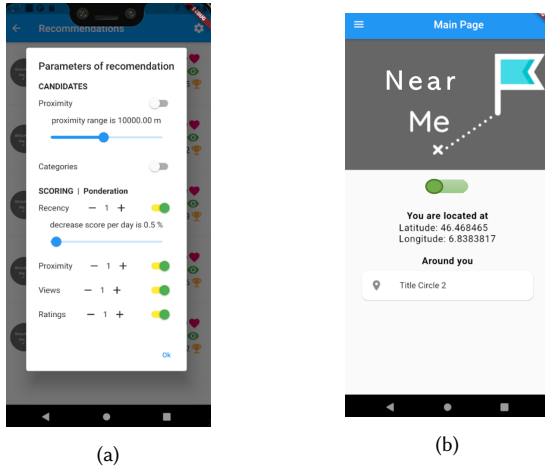 Recommendations
Parameters of recomendation
CANDIDATES
Proximity
proximity range is 10000.00 m
Categories
SCORING | Ponderation
Recency — 1 +
decrease score per day is 0.5 %
Proximity — 1 +
Views — 1 +
Ratings — 1 +
Ok
(a)
Main Page
Near
Me
You are located at
Latitude: 46.468465
Longitude: 6.8383817
Around you
Title Circle 2
(b)